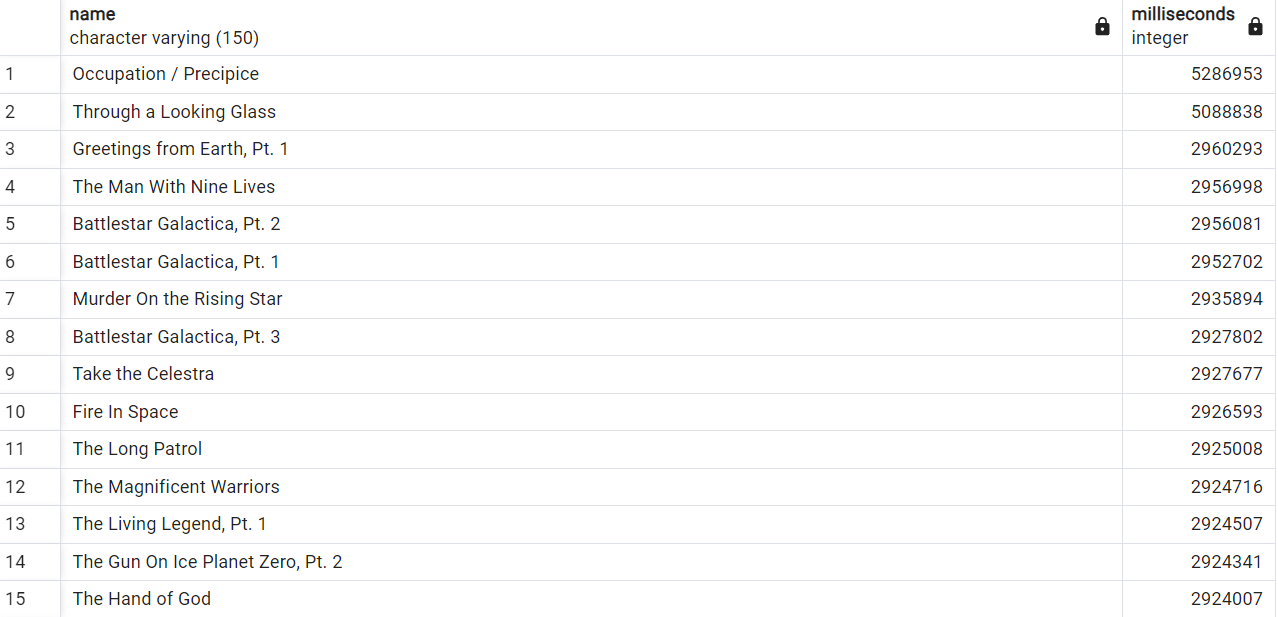 name milliseconds
character varying (150) integer
1 Occupation / Precipice 5286953
2 Through a Looking Glass 5088838
3 Greetings from Earth, Pt. 1 2960293
4 The Man With Nine Lives 2956998
5 Battlestar Galactica, Pt. 2 2956081
6 Battlestar Galactica, Pt. 1 2952702
7 Murder On the Rising Star 2935894
8 Battlestar Galactica, Pt. 3 2927802
9 Take the Celestra 2927677
10 Fire In Space 2926593
11 The Long Patrol 2925008
12 The Magnificent Warriors 2924716
13 The Living Legend, Pt. 1 2924507
14 The Gun On Ice Planet Zero, Pt. 2 2924341
15 The Hand of God 2924007